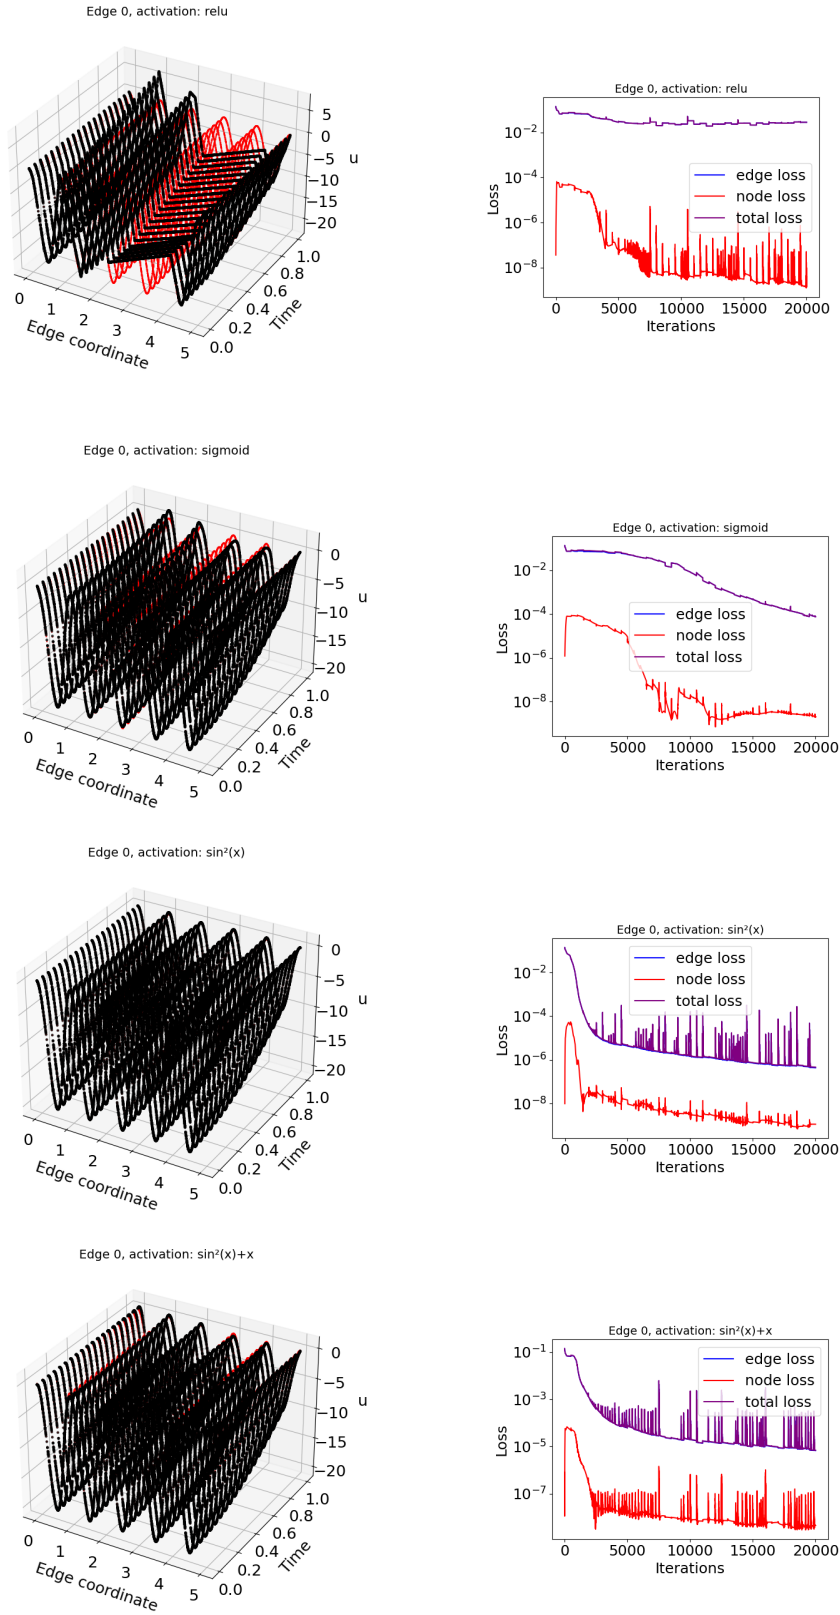 Edge 0, activation: relu
5
0
−5
−10
−15
−20
u
0
1
2
3
4
5
Edge coordinate
0.0
0.2
0.4
0.6
0.8
1.0
Time
Edge 0, activation: relu
10⁻²
10⁻⁴
10⁻⁶
10⁻⁸
Loss
edge loss
node loss
total loss
0 5000 10000 15000 20000
Iterations
Edge 0, activation: sigmoid
0
−5
−10
−15
−20
u
0
1
2
3
4
5
Edge coordinate
0.0
0.2
0.4
0.6
0.8
1.0
Time
Edge 0, activation: sigmoid
10⁻²
10⁻⁴
10⁻⁶
10⁻⁸
Loss
edge loss
node loss
total loss
0 5000 10000 15000 20000
Iterations
Edge 0, activation: sin²(x)
0
−5
−10
−15
−20
u
0
1
2
3
4
5
Edge coordinate
0.0
0.2
0.4
0.6
0.8
1.0
Time
Edge 0, activation: sin²(x)
10⁻²
10⁻⁴
10⁻⁶
10⁻⁸
Loss
edge loss
node loss
total loss
0 5000 10000 15000 20000
Iterations
Edge 0, activation: sin²(x)+x
0
−5
−10
−15
−20
u
0
1
2
3
4
5
Edge coordinate
0.0
0.2
0.4
0.6
0.8
1.0
Time
Edge 0, activation: sin²(x)+x
10⁻¹
10⁻³
10⁻⁵
10⁻⁷
Loss
edge loss
node loss
total loss
0 5000 10000 15000 20000
Iterations